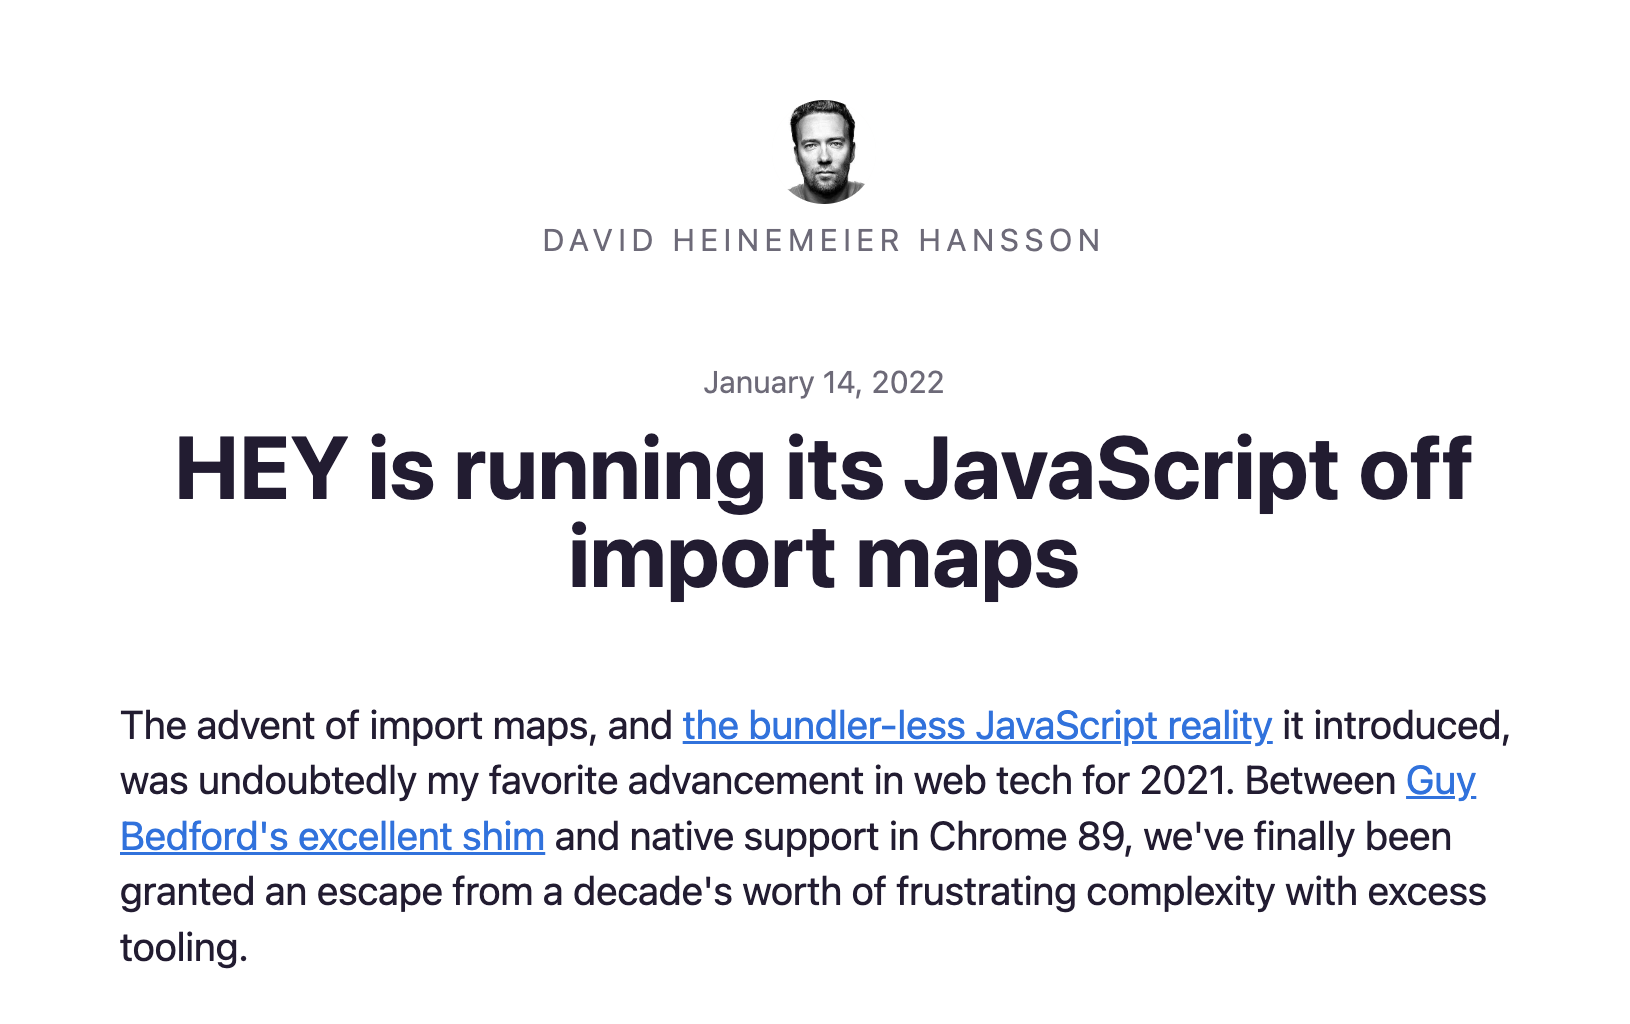 DAVID HEINEMEIER HANSSON
January 14, 2022
HEY is running its JavaScript off
import maps
The advent of import maps, and the bundler-less JavaScript reality it introduced,
was undoubtedly my favorite advancement in web tech for 2021. Between Guy
Bedford's excellent shim and native support in Chrome 89, we've finally been
granted an escape from a decade's worth of frustrating complexity with excess
tooling.